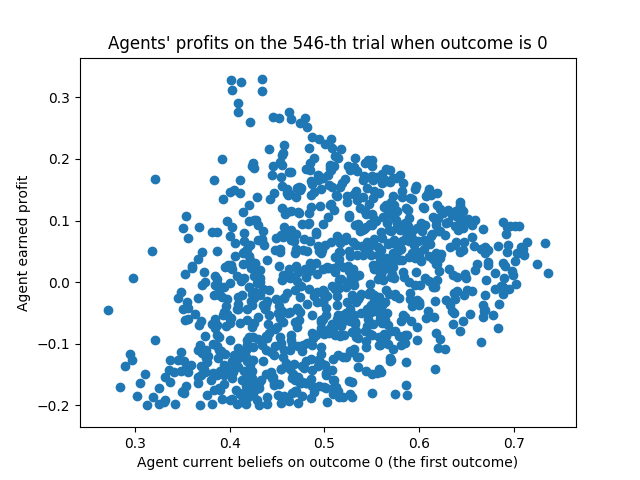 Agents' profits on the 546-th trial when outcome is 0
Agent earned profit
0.3
0.2
0.1
0.0
−0.1
−0.2
0.3 0.4 0.5 0.6 0.7
Agent current beliefs on outcome 0 (the first outcome)